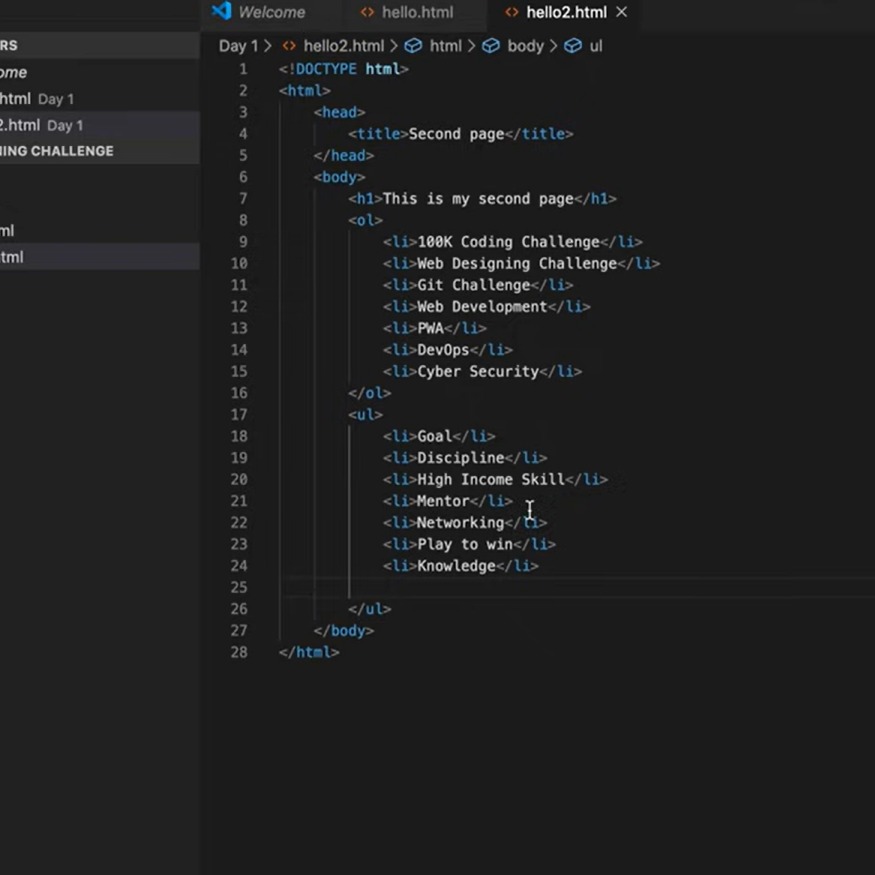 Welcome hello.html hello2.html
Day 1 > hello2.html > html > body > ul
RS
ome
html Day 1
2.html Day 1
NING CHALLENGE
ml
tml
1 <!DOCTYPE html>
2 <html>
3 <head>
4 <title>Second page</title>
5 </head>
6 <body>
7 <h1>This is my second page</h1>
8 <ol>
9 <li>100K Coding Challenge</li>
10 <li>Web Designing Challenge</li>
11 <li>Git Challenge</li>
12 <li>Web Development</li>
13 <li>PWA</li>
14 <li>DevOps</li>
15 <li>Cyber Security</li>
16 </ol>
17 <ul>
18 <li>Goal</li>
19 <li>Discipline</li>
20 <li>High Income Skill</li>
21 <li>Mentor</li>
22 <li>Networking</li>
23 <li>Play to win</li>
24 <li>Knowledge</li>
25
26 </ul>
27 </body>
28 </html>